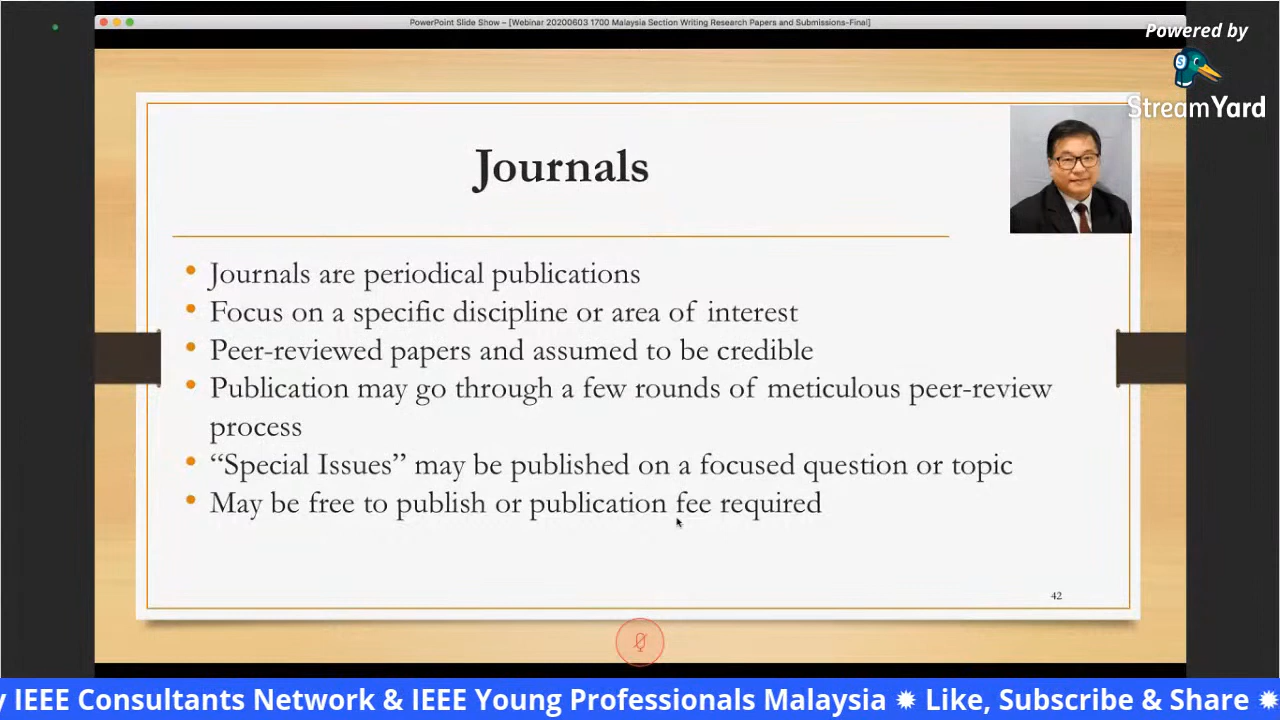 PowerPoint Slide Show – [Webinar 20200603 1700 Malaysia Section Writing Research Papers and Submissions-Final]
Powered by
S
StreamYard
Journals
• Journals are periodical publications
• Focus on a specific discipline or area of interest
• Peer-reviewed papers and assumed to be credible
• Publication may go through a few rounds of meticulous peer-review
process
• “Special Issues” may be published on a focused question or topic
• May be free to publish or publication fee required
42
y IEEE Consultants Network & IEEE Young Professionals Malaysia ✹ Like, Subscribe & Share ✹